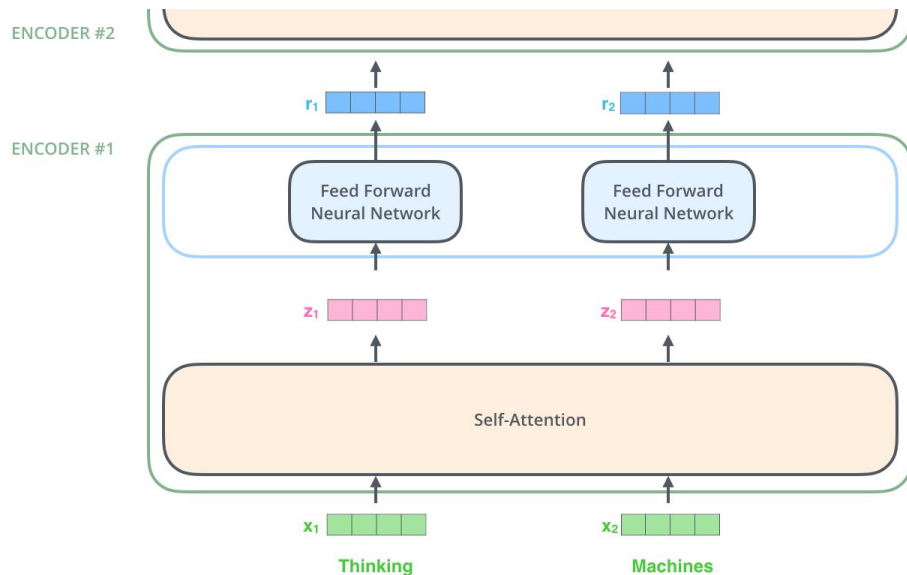 ENCODER #2
r₁ r₂
ENCODER #1
Feed Forward Feed Forward
Neural Network Neural Network
z₁ z₂
Self-Attention
x₁ x₂
Thinking Machines